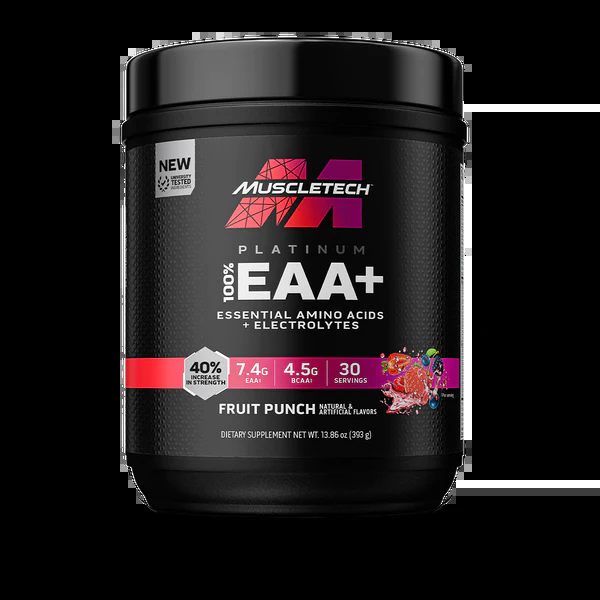 NEW
UNIVERSITY
TESTED
INGREDIENTS
MUSCLETECH
PLATINUM
100% EAA+
ESSENTIAL AMINO ACIDS
+ ELECTROLYTES
40%
INCREASE
IN STRENGTH
7.4G
EAA‡
4.5G
BCAA‡
30
SERVINGS
FRUIT PUNCH NATURAL &
ARTIFICIAL FLAVORS
DIETARY SUPPLEMENT NET WT. 13.86 oz (393 g)